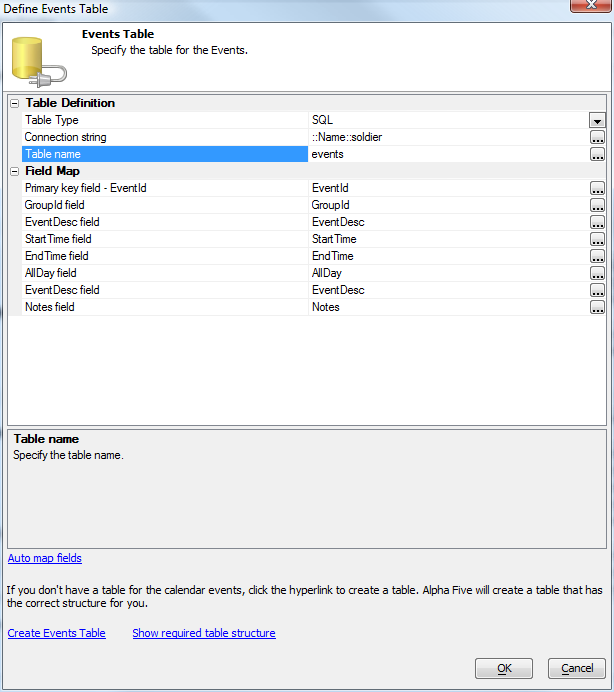 Define Events Table
Events Table
Specify the table for the Events.
Table Definition
Table Type SQL
Connection string ::Name::soldier
Table name events
Field Map
Primary key field - EventId EventId
GroupId field GroupId
EventDesc field EventDesc
StartTime field StartTime
EndTime field EndTime
AllDay field AllDay
EventDesc field EventDesc
Notes field Notes
Table name
Specify the table name.
Auto map fields
If you don't have a table for the calendar events, click the hyperlink to create a table. Alpha Five will create a table that has
the correct structure for you.
Create Events Table Show required table structure
OK Cancel